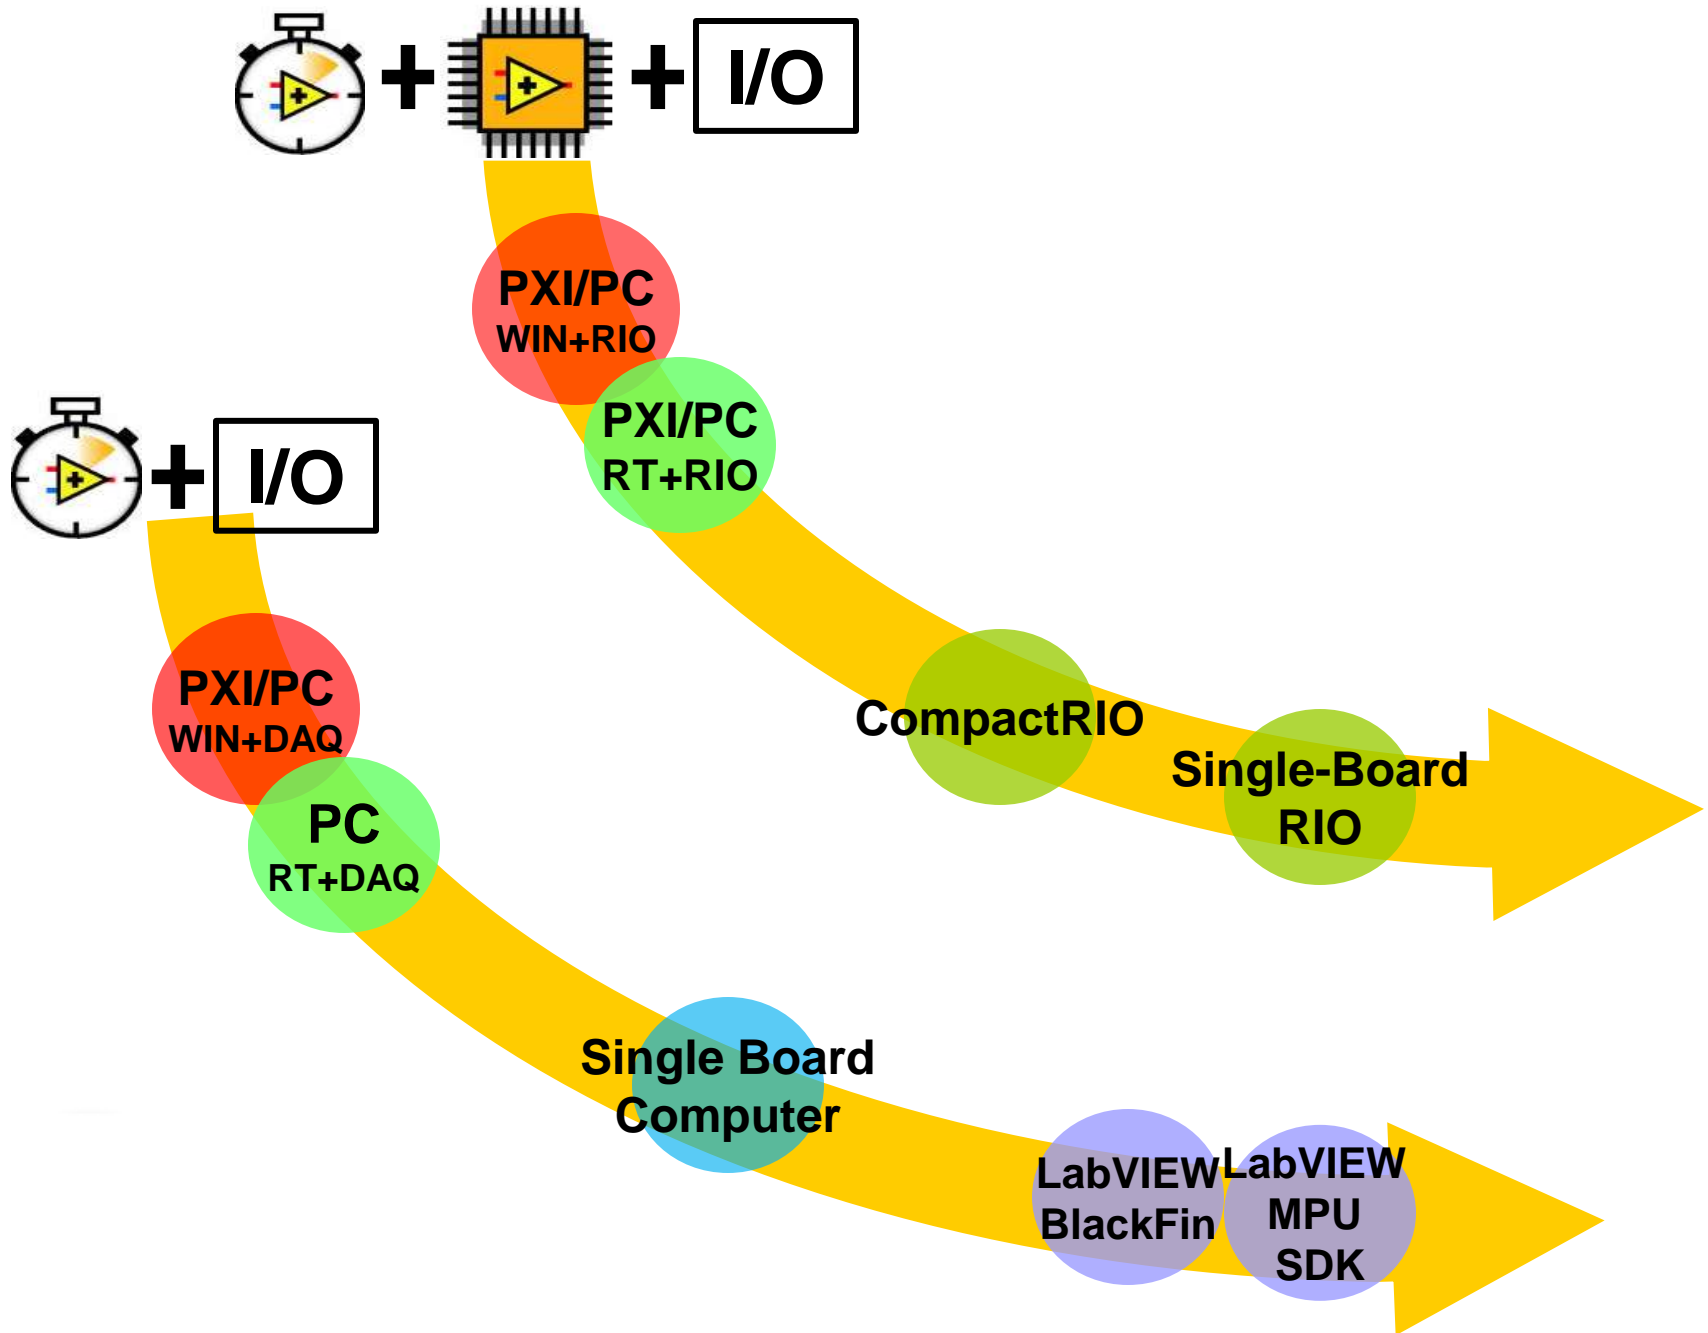 + + I/O
PXI/PC
WIN+RIO
PXI/PC
RT+RIO
CompactRIO
Single-Board
RIO
+ I/O
PXI/PC
WIN+DAQ
PC
RT+DAQ
Single Board
Computer
LabVIEW
BlackFin
LabVIEW
MPU
SDK